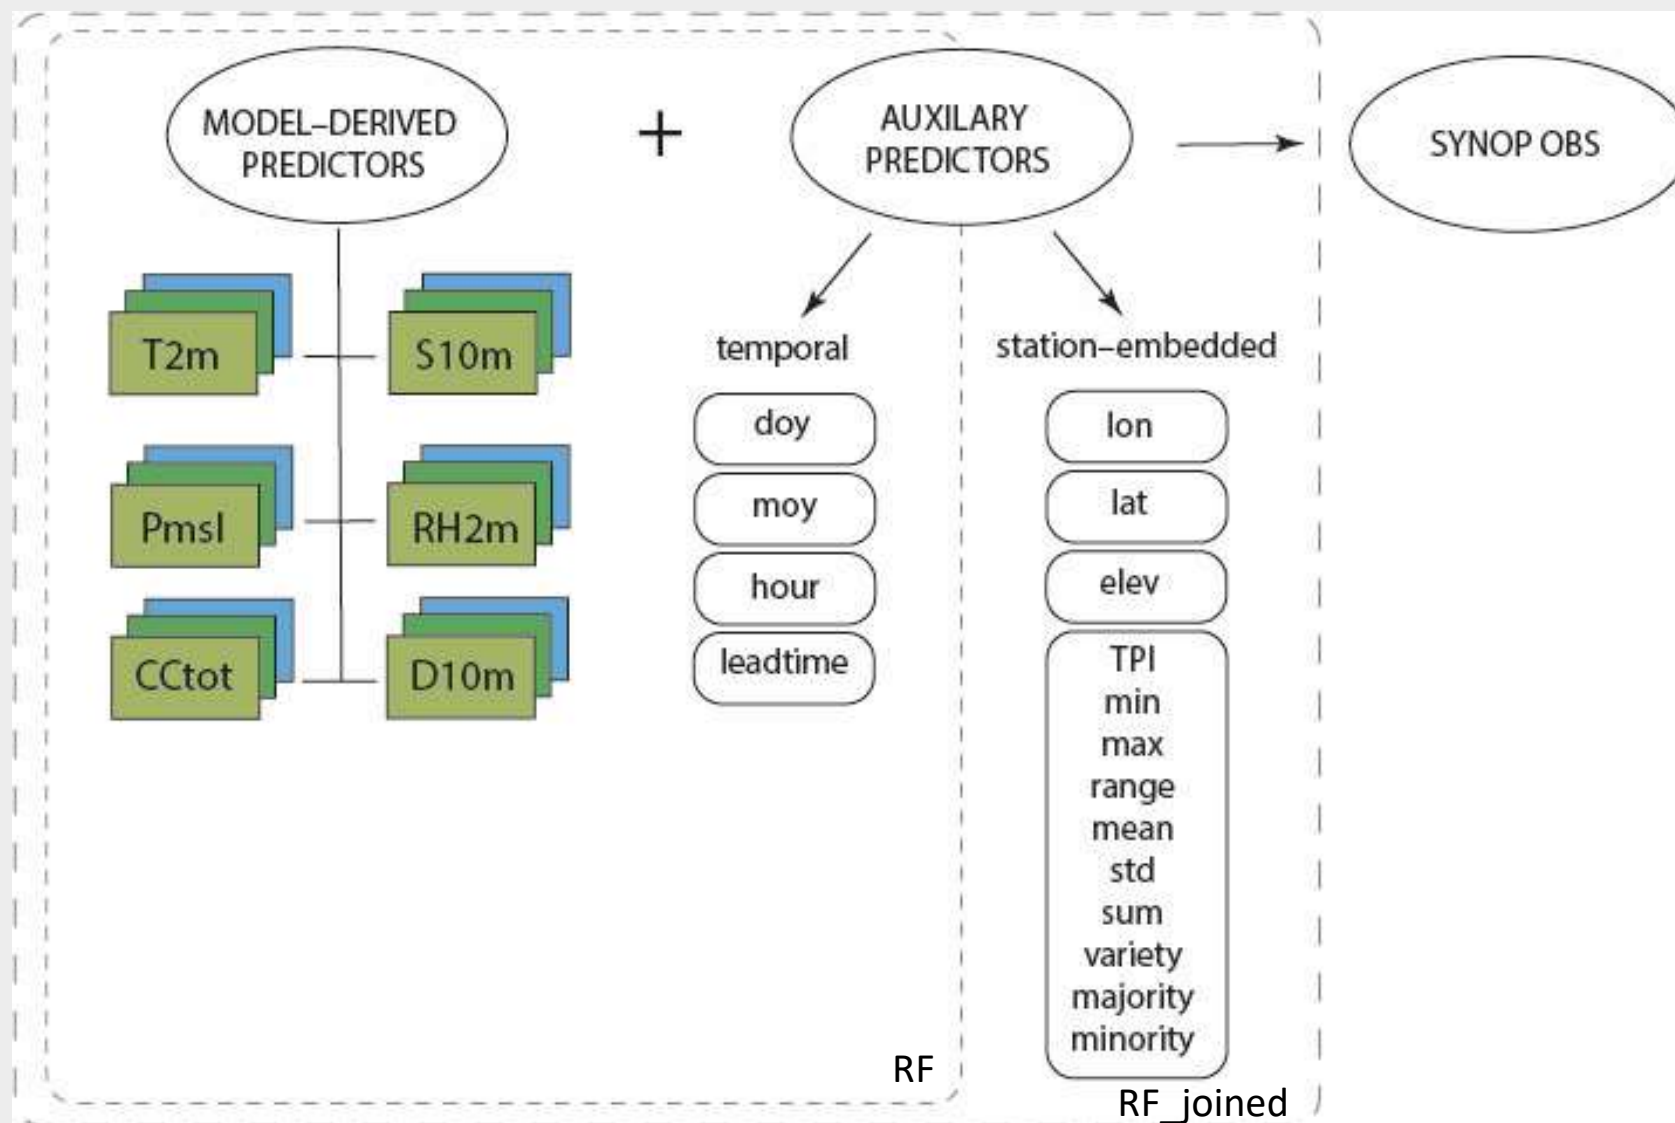 MODEL–DERIVED
PREDICTORS
+
AUXILARY
PREDICTORS
SYNOP OBS
T2m
S10m
Pmsl
RH2m
CCtot
D10m
temporal
doy
moy
hour
leadtime
station–embedded
lon
lat
elev
TPI
min
max
range
mean
std
sum
variety
majority
minority
RF
RF_joined